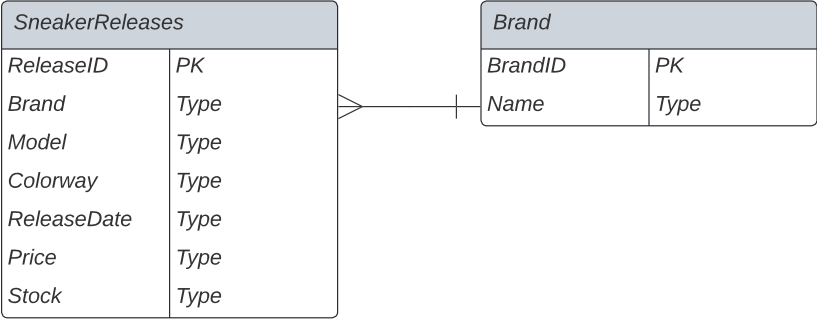 SneakerReleases
ReleaseID PK
Brand Type
Model Type
Colorway Type
ReleaseDate Type
Price Type
Stock Type
Brand
BrandID PK
Name Type